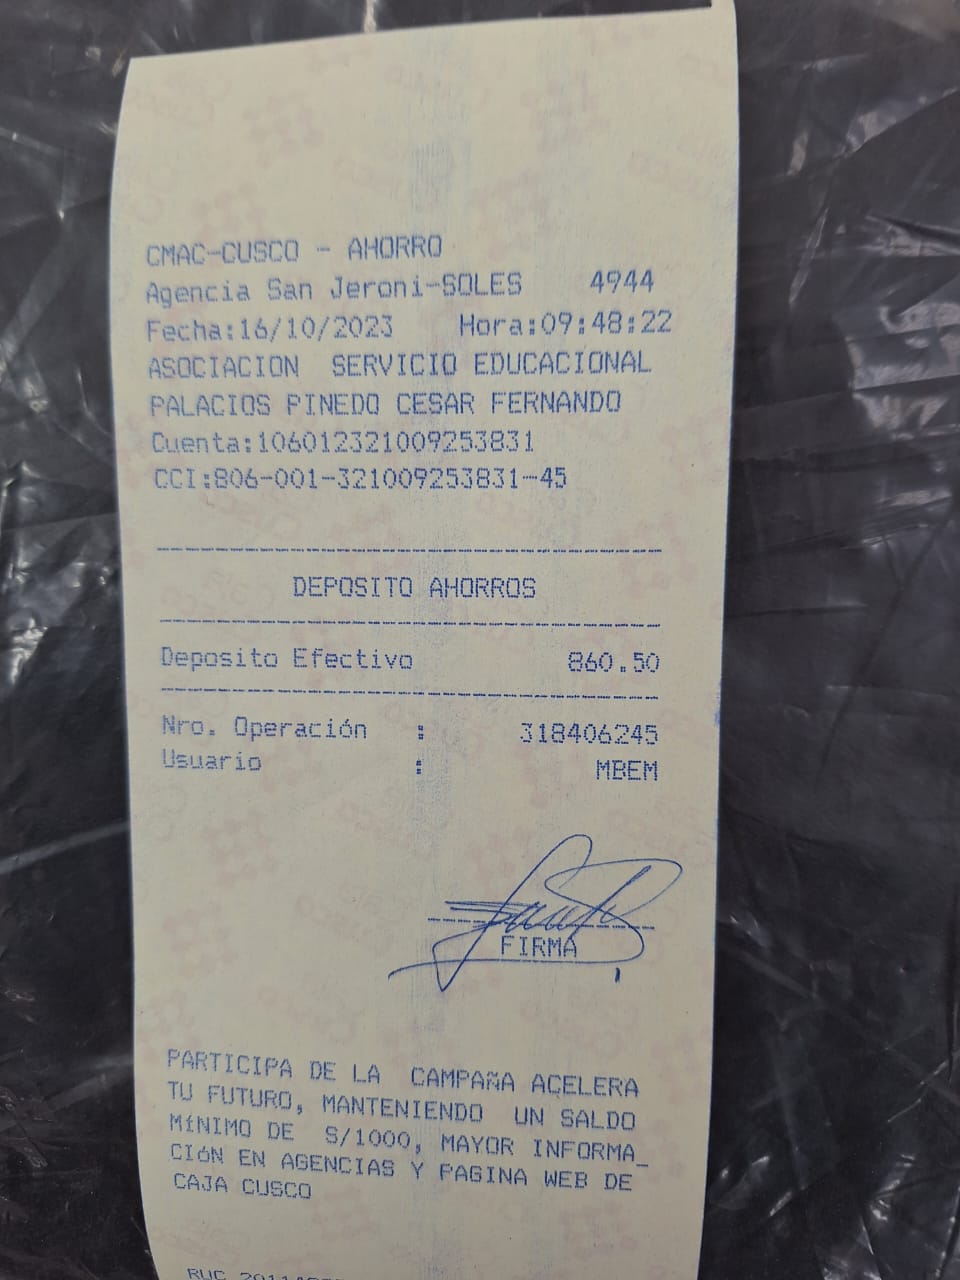 CMAC-CUSCO - AHORRO
Agencia San Jeroni-SOLES 4944
Fecha:16/10/2023 Hora:09:48:22
ASOCIACION SERVICIO EDUCACIONAL
PALACIOS PINEDO CESAR FERNANDO
Cuenta:106012321009253831
CCI:806-001-321009253831-45
DEPOSITO AHORROS
Deposito Efectivo 860.50
Nro. Operación : 318406245
Usuario : MBEM
FIRMA
PARTICIPA DE LA CAMPAÑA ACELERA
TU FUTURO, MANTENIENDO UN SALDO
MíNIMO DE S/1000, MAYOR INFORMA_
CIóN EN AGENCIAS Y PAGINA WEB DE
CAJA CUSCO
RUC